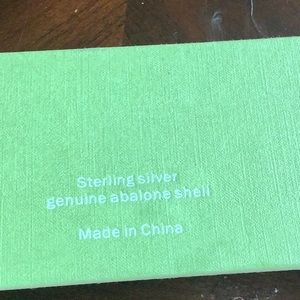 Sterling silver
genuine abalone shell
Made in China